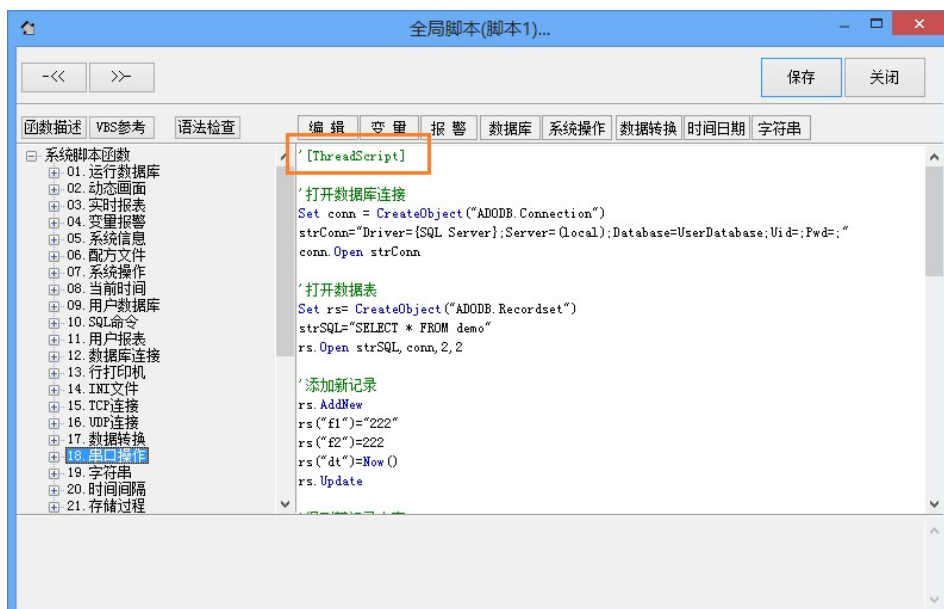 全局脚本(脚本1)...
-<<
>>-
保存
关闭
函数描述 VBS参考 语法检查
编辑 变量 报警 数据库 系统操作 数据转换 时间日期 字符串
系统脚本函数
01. 运行数据库
02. 动态画面
03. 实时报表
04. 变量报警
05. 系统信息
06. 配方文件
07. 系统操作
08. 当前时间
09. 用户数据库
10. SQL命令
11. 用户报表
12. 数据库连接
13. 行打印机
14. INI文件
15. TCP连接
16. UDP连接
17. 数据转换
18. 串口操作
19. 字符串
20. 时间间隔
21. 存储过程
'[ThreadScript]
'打开数据库连接
Set conn = CreateObject("ADODB.Connection")
strConn="Driver={SQL Server};Server=(local);Database=UserDatabase;Uid=;Pwd=;"
conn.Open strConn
'打开数据表
Set rs= CreateObject("ADODB.Recordset")
strSQL="SELECT * FROM demo"
rs.Open strSQL,conn,2,2
'添加新记录
rs.AddNew
rs("f1")="222"
rs("f2")=222
rs("dt")=Now()
rs.Update